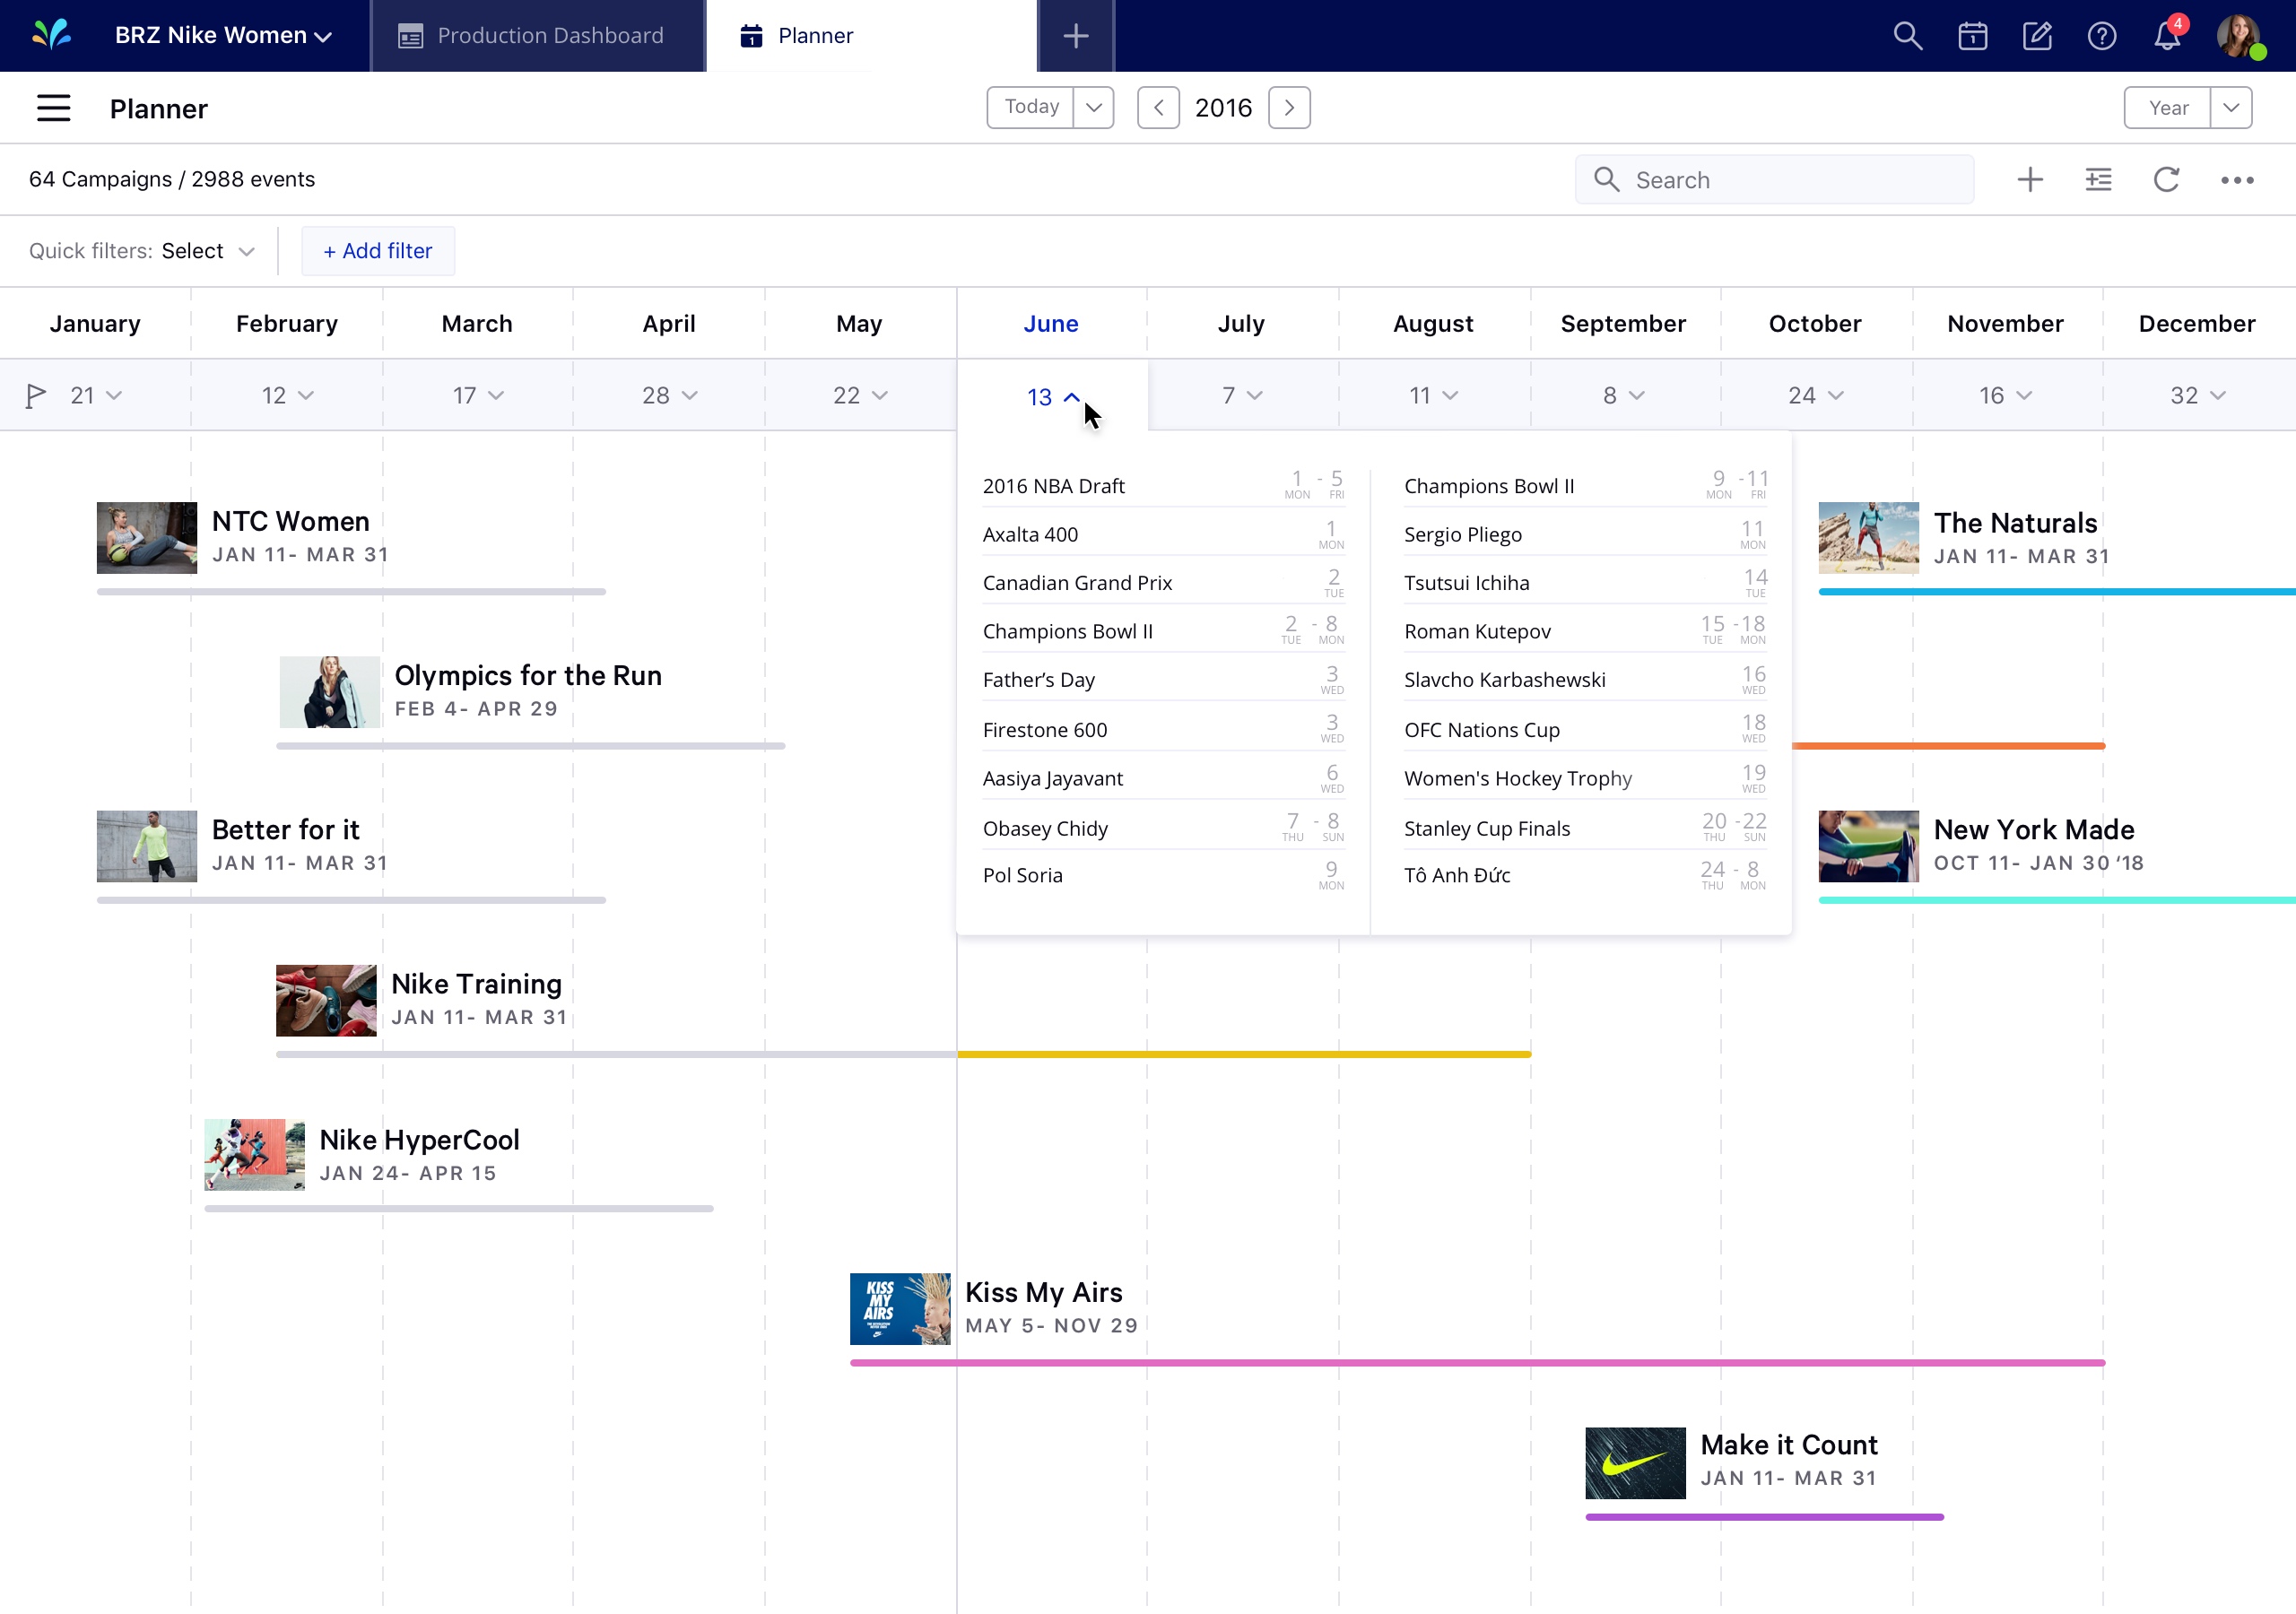 BRZ Nike Women
Production Dashboard
1 Planner
1
4
Planner
Today
2016
Year
64 Campaigns / 2988 events
Search
Quick filters: Select
+ Add filter
January February March April May June July August September October November December
21 12 17 28 22 13 7 11 8 24 16 32
2016 NBA Draft 1 - 5
MON FRI
Axalta 400 1
MON
Canadian Grand Prix 2
TUE
Champions Bowl II 2 - 8
TUE MON
Father’s Day 3
WED
Firestone 600 3
WED
Aasiya Jayavant 6
WED
Obasey Chidy 7 - 8
THU SUN
Pol Soria 9
MON
Champions Bowl II 9 -11
MON FRI
Sergio Pliego 11
MON
Tsutsui Ichiha 14
TUE
Roman Kutepov 15 -18
TUE MON
Slavcho Karbashewski 16
WED
OFC Nations Cup 18
WED
Women's Hockey Trophy 19
WED
Stanley Cup Finals 20 -22
THU SUN
Tô Anh Đức 24 - 8
THU MON
NTC Women
JAN 11- MAR 31
The Naturals
JAN 11- MAR 31
Olympics for the Run
FEB 4- APR 29
Better for it
JAN 11- MAR 31
New York Made
OCT 11- JAN 30 ‘18
Nike Training
JAN 11- MAR 31
Nike HyperCool
JAN 24- APR 15
KISS
MY
AIRS
Kiss My Airs
MAY 5- NOV 29
Make it Count
JAN 11- MAR 31